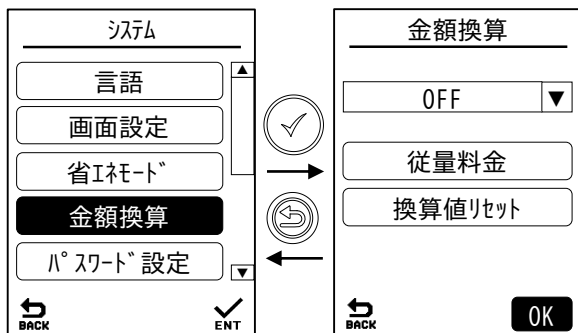 システム
言語
画面設定
省エネモード
金額換算
パスワード設定
BACK
ENT
金額換算
OFF
従量料金
換算値リセット
BACK
OK